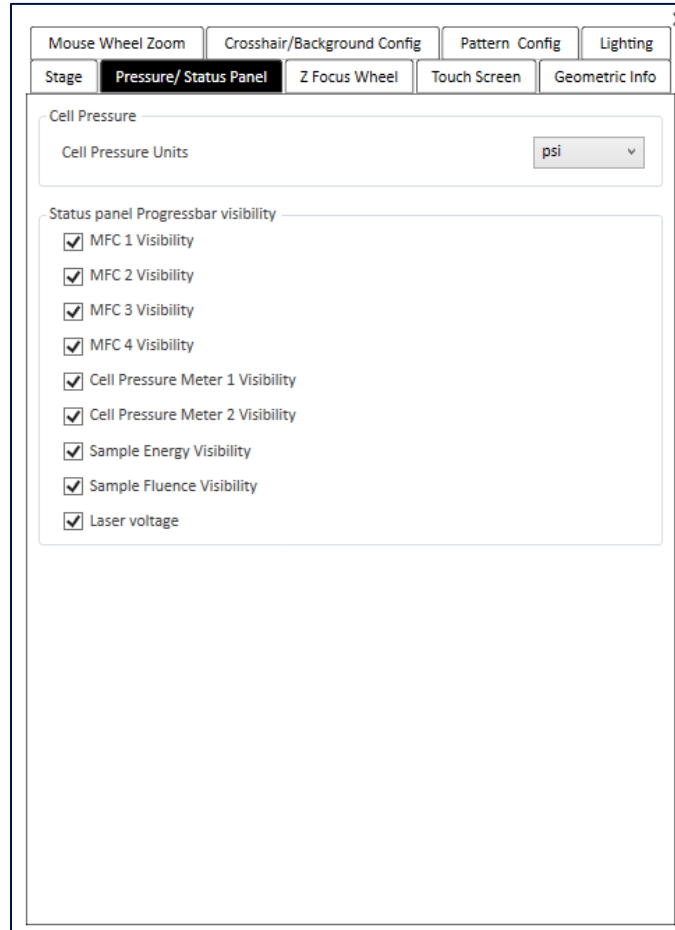 Mouse Wheel Zoom Crosshair/Background Config Pattern Config Lighting
Stage Pressure/ Status Panel Z Focus Wheel Touch Screen Geometric Info
Cell Pressure
Cell Pressure Units psi
Status panel Progressbar visibility
MFC 1 Visibility
MFC 2 Visibility
MFC 3 Visibility
MFC 4 Visibility
Cell Pressure Meter 1 Visibility
Cell Pressure Meter 2 Visibility
Sample Energy Visibility
Sample Fluence Visibility
Laser voltage